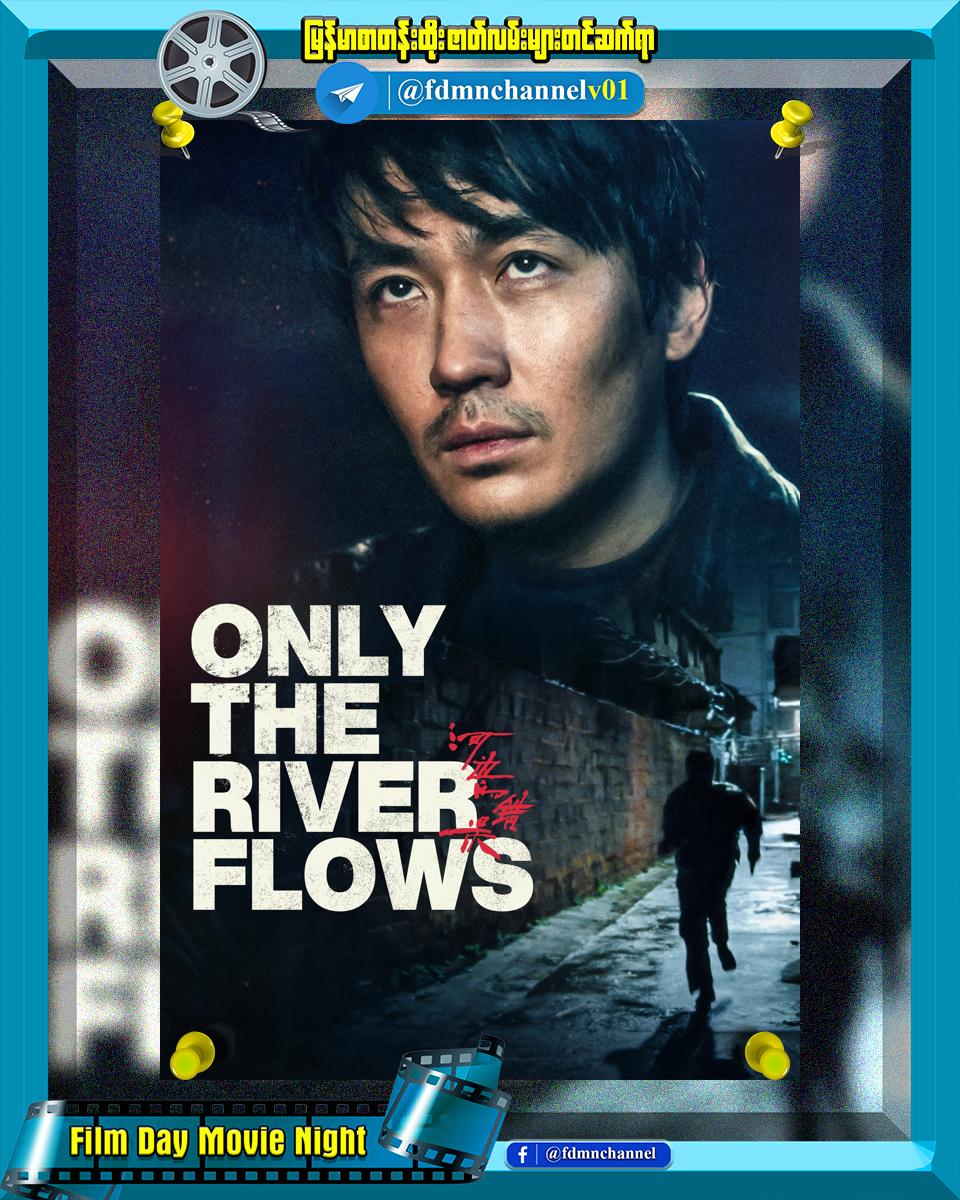 မြန်မာစာတန်းထိုးဇာတ်လမ်းများတင်ဆက်ရာ
@fdmnchannelv01
ONLY
THE
RIVER
FLOWS
河边的错误
Film Day Movie Night
f @fdmnchannel